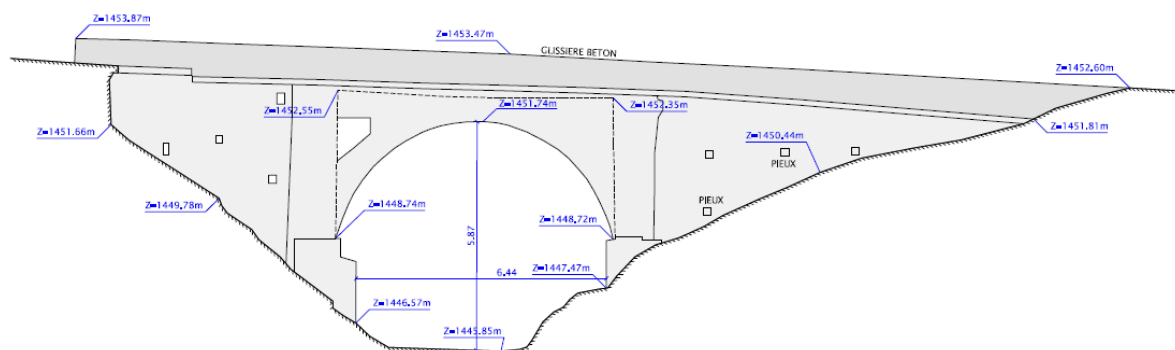 Z=1453.87m
Z=1453.47m
GLISSIERE BETON
Z=1452.60m
Z=1452.55m
Z=1451.74m
Z=1452.35m
Z=1451.66m
Z=1450.44m
Z=1451.81m
PIEUX
Z=1449.78m
PIEUX
Z=1448.74m
Z=1448.72m
5.87
6.44
Z=1447.47m
Z=1446.57m
Z=1445.85m